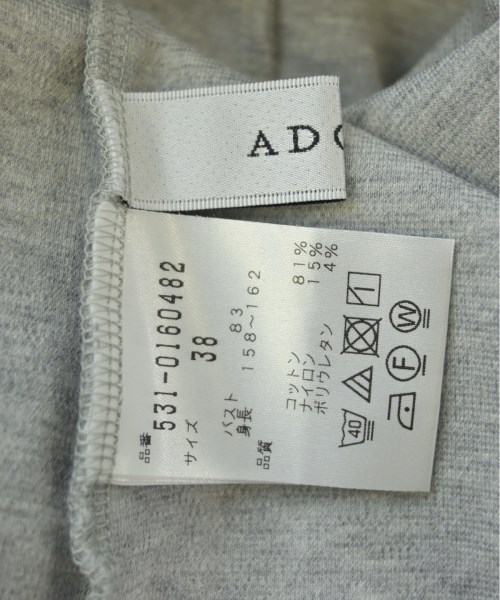 ADO
品番 531-0160482
サイズ 38
バスト 83
身長 158～162
品質
コットン 81%
ナイロン 15%
ポリウレタン 4%
40
F
W